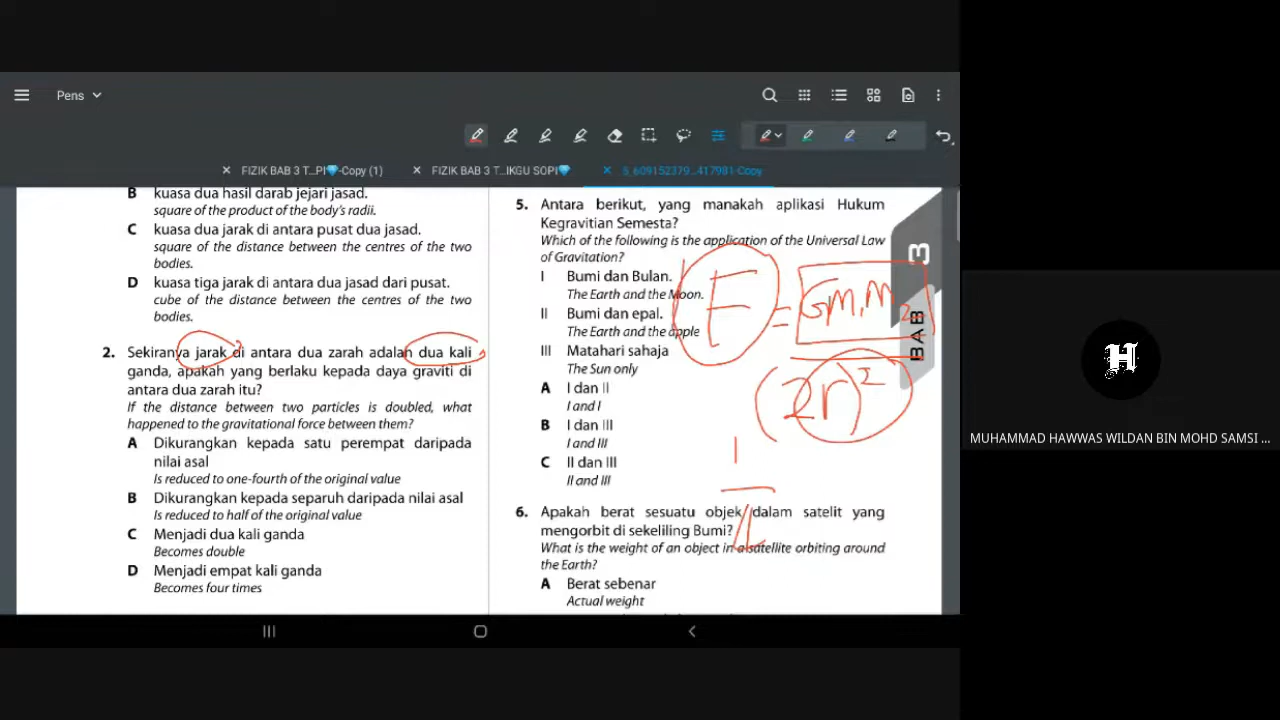 Pens
FIZIK BAB 3 T...PI💎-Copy (1)
FIZIK BAB 3 T...IKGU SOPI💎
5_609152379...417981-Copy
B kuasa dua hasil darab jejari jasad.
square of the product of the body's radii.
C kuasa dua jarak di antara pusat dua jasad.
square of the distance between the centres of the two
bodies.
D kuasa tiga jarak di antara dua jasad dari pusat.
cube of the distance between the centres of the two
bodies.
2. Sekiranya jarak di antara dua zarah adalah dua kali
ganda, apakah yang berlaku kepada daya graviti di
antara dua zarah itu?
If the distance between two particles is doubled, what
happened to the gravitational force between them?
A Dikurangkan kepada satu perempat daripada
nilai asal
Is reduced to one-fourth of the original value
B Dikurangkan kepada separuh daripada nilai asal
Is reduced to half of the original value
C Menjadi dua kali ganda
Becomes double
D Menjadi empat kali ganda
Becomes four times
5. Antara berikut, yang manakah aplikasi Hukum
Kegravitian Semesta?
Which of the following is the application of the Universal Law
of Gravitation?
I Bumi dan Bulan.
The Earth and the Moon.
II Bumi dan epal.
The Earth and the apple
III Matahari sahaja
The Sun only
A I dan II
I and I
B I dan III
I and III
C II dan III
II and III
6. Apakah berat sesuatu objek dalam satelit yang
mengorbit di sekeliling Bumi?
What is the weight of an object in a satellite orbiting around
the Earth?
A Berat sebenar
Actual weight
F = Gm₁m₂
(2r)²
1
BAB 3
H
MUHAMMAD HAWWAS WILDAN BIN MOHD SAMSI ...